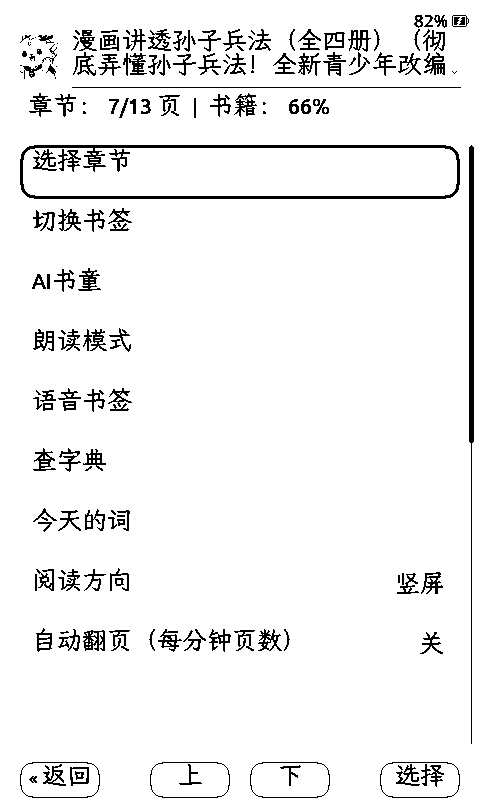 82%
漫画讲透孙子兵法（全四册）（彻
底弄懂孙子兵法！全新青少年改编
章节： 7/13 页 | 书籍： 66%
选择章节
切换书签
AI书童
朗读模式
语音书签
查字典
今天的词
阅读方向 竖屏
自动翻页（每分钟页数） 关
«返回 上 下 选择